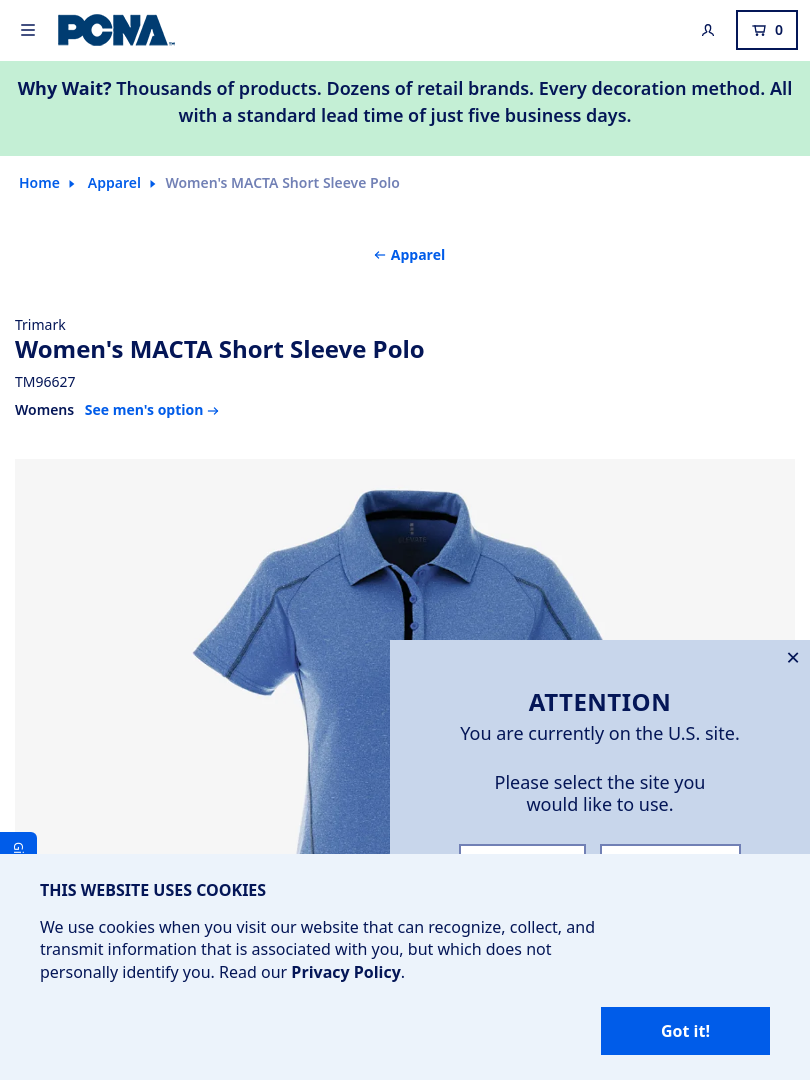 PCNA
0
Why Wait? Thousands of products. Dozens of retail brands. Every decoration method. All
with a standard lead time of just five business days.
Home
Apparel
Women's MACTA Short Sleeve Polo
Apparel
Trimark
Women's MACTA Short Sleeve Polo
TM96627
Womens See men's option
ATTENTION
You are currently on the U.S. site.
Please select the site you
would like to use.
THIS WEBSITE USES COOKIES
We use cookies when you visit our website that can recognize, collect, and
transmit information that is associated with you, but which does not
personally identify you. Read our Privacy Policy.
Got it!